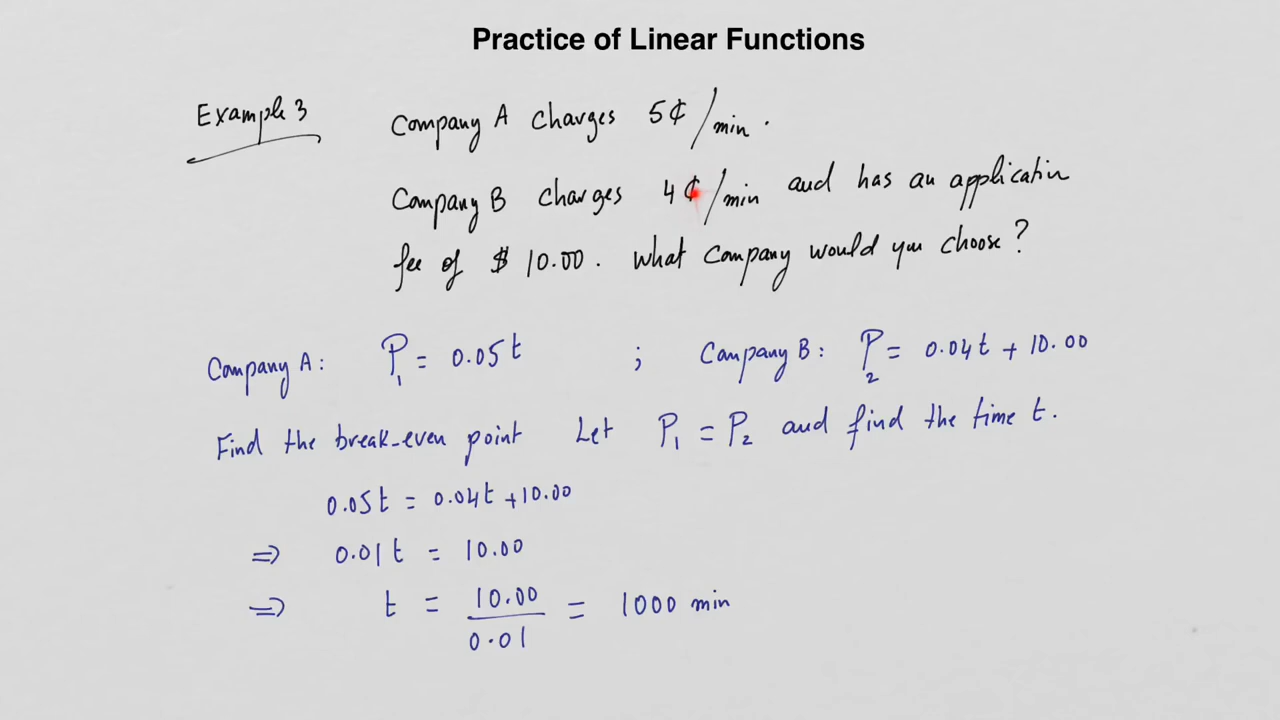 Practice of Linear Functions
Example 3
Company A charges 5¢/min.
Company B charges 4¢/min and has an applicatin
fee of $ 10.00. What company would you choose?
Company A: P₁ = 0.05t ; Company B: P₂ = 0.04t + 10.00
Find the break-even point Let P₁ = P₂ and find the time t.
0.05t = 0.04t + 10.00
⇒ 0.01t = 10.00
⇒ t = 10.00/0.01 = 1000 min